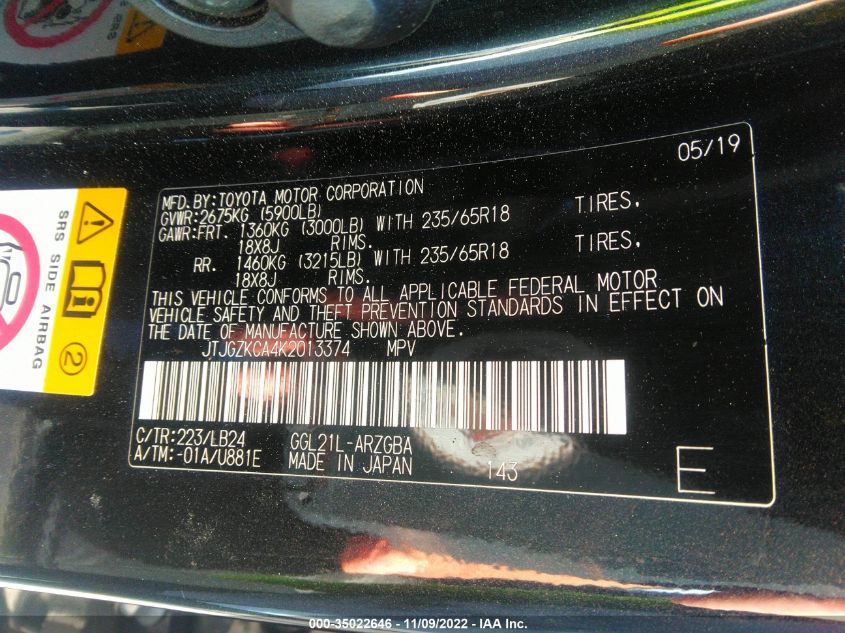 SRS
05/19
MFD.BY:TOYOTA MOTOR CORPORATION
GVWR:2675KG (5900LB)
GAWR:FRT. 1360KG (3000LB) WITH 235/65R18 TIRES,
18X8J RIMS.
RR. 1460KG (3215LB) WITH 235/65R18 TIRES,
18X8J RIMS.
THIS VEHICLE CONFORMS TO ALL APPLICABLE FEDERAL MOTOR
VEHICLE SAFETY AND THEFT PREVENTION STANDARDS IN EFFECT ON
THE DATE OF MANUFACTURE SHOWN ABOVE.
JTJGZKCA4K2013374 MPV
C/TR:223/LB24 GGL21L-ARZGBA
A/TM:-01A/U881E MADE IN JAPAN 143 E
SRS SIDE AIRBAG
2
000-35022646 - 11/09/2022 - IAA Inc.